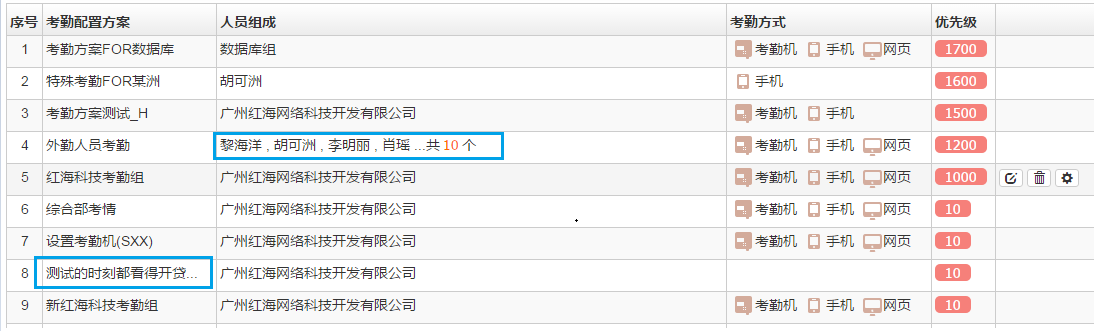 序号 考勤配置方案 人员组成 考勤方式 优先级
1 考勤方案FOR数据库 数据库组 考勤机 手机 网页 1700
2 特殊考勤FOR某洲 胡可洲 手机 1600
3 考勤方案测试_H 广州红海网络科技开发有限公司 考勤机 手机 1500
4 外勤人员考勤 黎海洋 , 胡可洲 , 李明丽 , 肖瑶 ...共 10 个 考勤机 手机 网页 1200
5 红海科技考勤组 广州红海网络科技开发有限公司 考勤机 手机 网页 1000
6 综合部考情 广州红海网络科技开发有限公司 考勤机 手机 网页 10
7 设置考勤机(SXX) 广州红海网络科技开发有限公司 考勤机 手机 网页 10
8 测试的时刻都看得开贷... 广州红海网络科技开发有限公司 10
9 新红海科技考勤组 广州红海网络科技开发有限公司 考勤机 手机 网页 10